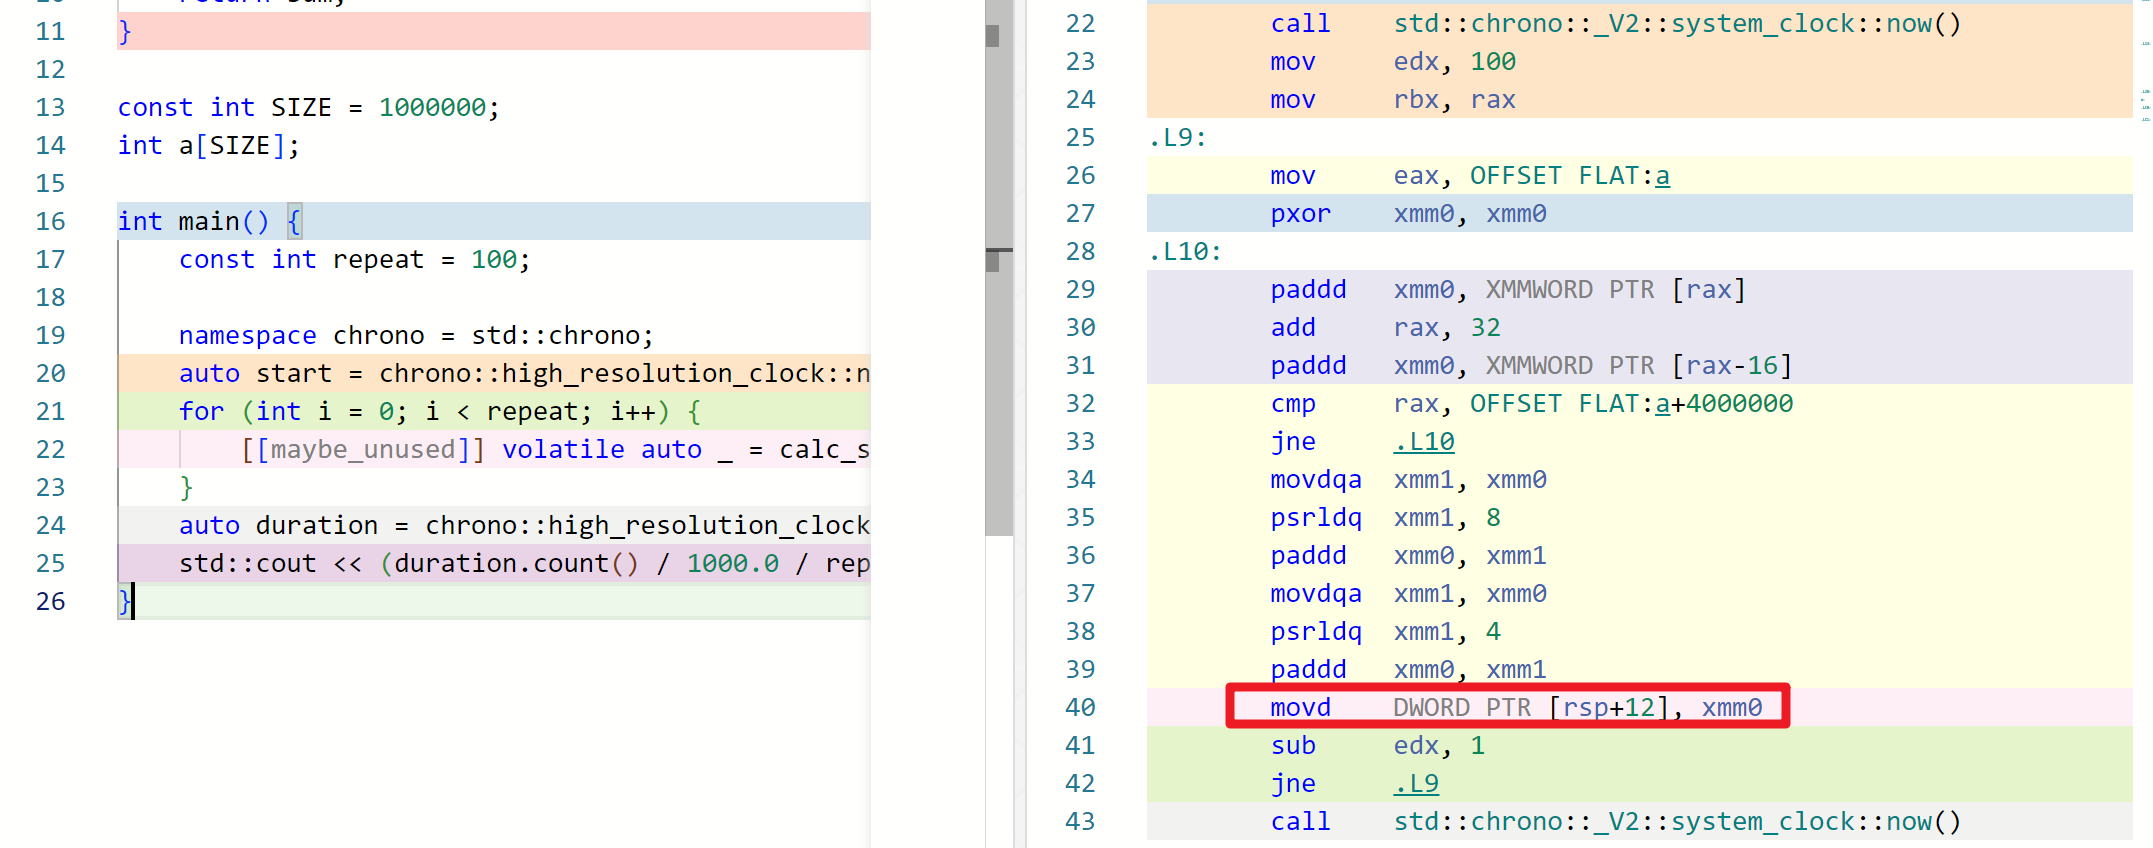 11 }
12
13 const int SIZE = 1000000;
14 int a[SIZE];
15
16 int main() {
17     const int repeat = 100;
18
19     namespace chrono = std::chrono;
20     auto start = chrono::high_resolution_clock::n
21     for (int i = 0; i < repeat; i++) {
22         [[maybe_unused]] volatile auto _ = calc_s
23     }
24     auto duration = chrono::high_resolution_clock
25     std::cout << (duration.count() / 1000.0 / rep
26 }
22         call    std::chrono::_V2::system_clock::now()
23         mov     edx, 100
24         mov     rbx, rax
25 .L9:
26         mov     eax, OFFSET FLAT:a
27         pxor    xmm0, xmm0
28 .L10:
29         paddd   xmm0, XMMWORD PTR [rax]
30         add     rax, 32
31         paddd   xmm0, XMMWORD PTR [rax-16]
32         cmp     rax, OFFSET FLAT:a+4000000
33         jne     .L10
34         movdqa  xmm1, xmm0
35         psrldq  xmm1, 8
36         paddd   xmm0, xmm1
37         movdqa  xmm1, xmm0
38         psrldq  xmm1, 4
39         paddd   xmm0, xmm1
40         movd    DWORD PTR [rsp+12], xmm0
41         sub     edx, 1
42         jne     .L9
43         call    std::chrono::_V2::system_clock::now()